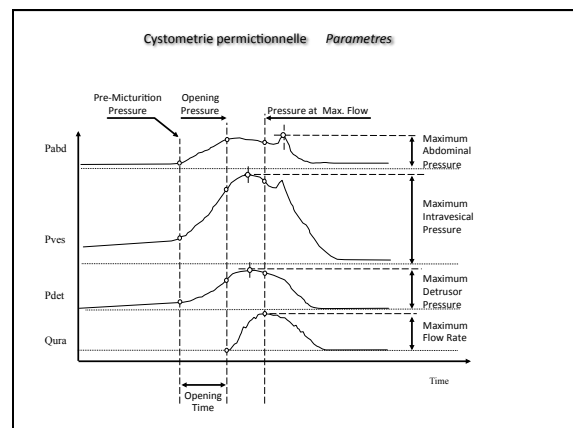 Cystometrie permictionnelle Parametres
Pre-Micturition
Pressure
Opening
Pressure
Pressure at Max. Flow
Pabd
Maximum
Abdominal
Pressure
Pves
Maximum
Intravesical
Pressure
Pdet
Maximum
Detrusor
Pressure
Qura
Maximum
Flow Rate
Time
Opening
Time